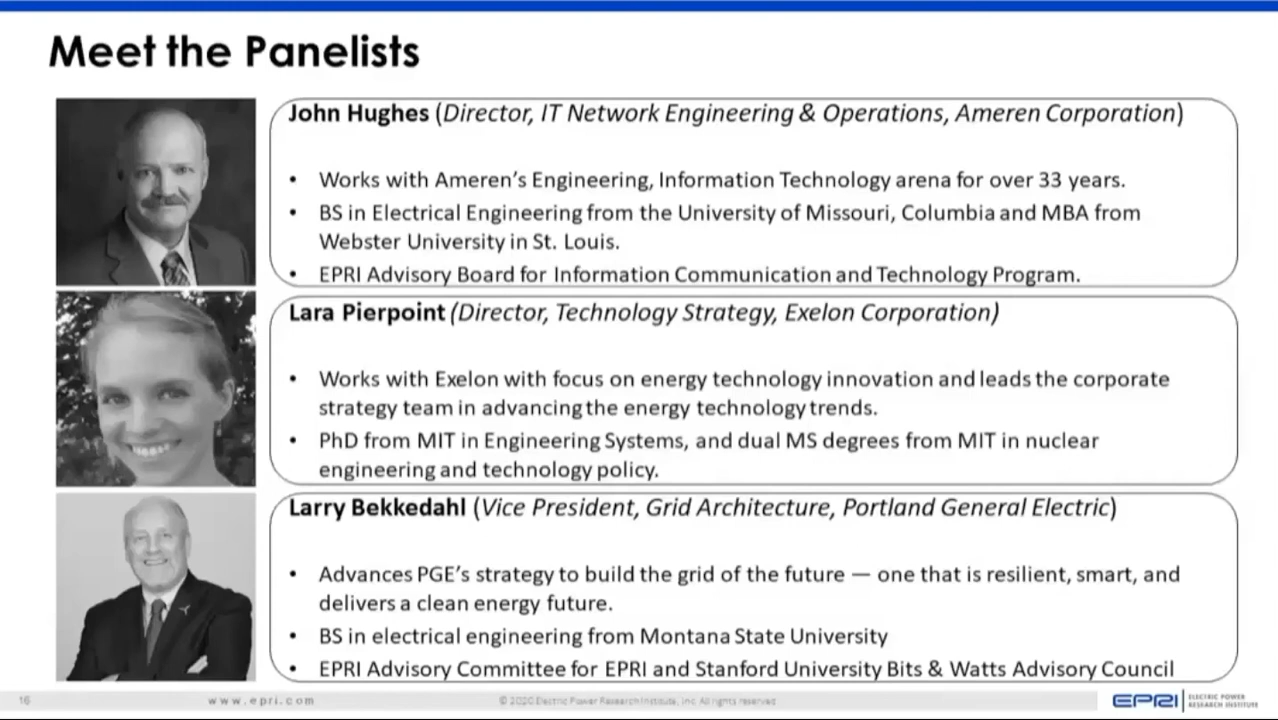 Meet the Panelists
John Hughes (Director, IT Network Engineering & Operations, Ameren Corporation)
• Works with Ameren's Engineering, Information Technology arena for over 33 years.
• BS in Electrical Engineering from the University of Missouri, Columbia and MBA from
Webster University in St. Louis.
• EPRI Advisory Board for Information Communication and Technology Program.
Lara Pierpoint (Director, Technology Strategy, Exelon Corporation)
• Works with Exelon with focus on energy technology innovation and leads the corporate
strategy team in advancing the energy technology trends.
• PhD from MIT in Engineering Systems, and dual MS degrees from MIT in nuclear
engineering and technology policy.
Larry Bekkedahl (Vice President, Grid Architecture, Portland General Electric)
• Advances PGE's strategy to build the grid of the future — one that is resilient, smart, and
delivers a clean energy future.
• BS in electrical engineering from Montana State University
• EPRI Advisory Committee for EPRI and Stanford University Bits & Watts Advisory Council
16
www.epri.com
© 2020 Electric Power Research Institute, Inc. All rights reserved.
EPRI
ELECTRIC POWER
RESEARCH INSTITUTE